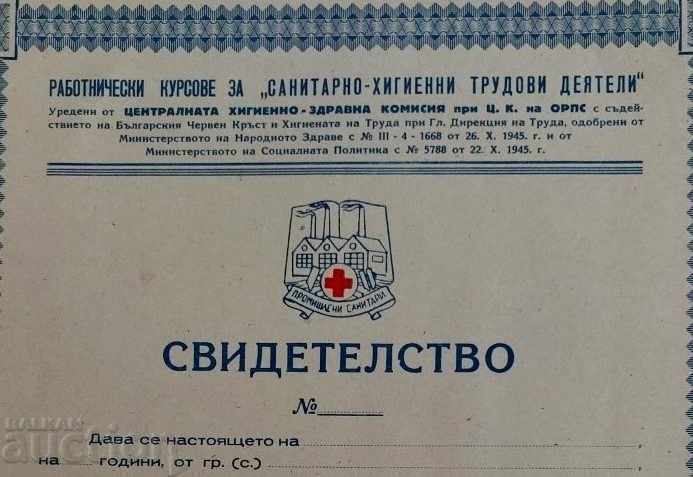 РАБОТНИЧЕСКИ КУРСОВЕ ЗА „САНИТАРНО-ХИГИЕННИ ТРУДОВИ ДЕЯТЕЛИ“
Уредени от ЦЕНТРАЛНАТА ХИГИЕННО-ЗДРАВНА КОМИСИЯ при Ц. К. на ОРПС с съдей-
ствието на Българския Червен Кръст и Хигиената на Труда при Гл. Дирекция на Труда, одобрени от
Министерството на Народното Здраве с № III - 4 - 1668 от 26. X. 1945. г. и от
Министерството на Социалната Политика с № 5788 от 22. X. 1945. г.
ПРОМИШЛЕНИ САНИТАРИ
СВИДЕТЕЛСТВО
№
Дава се настоящето на
на години, от гр. (с.)
БАЛКАН
auction